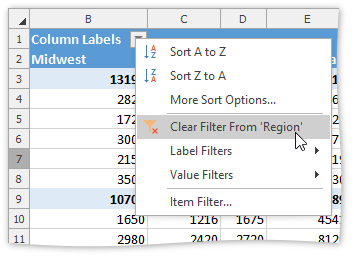 B C D E
1 Column Labels
2 Midwest
3 1319
4 282
5 172
6 300
7 215
8 350
9 1070
10 1650 1216 1675 454
11 2980 2420 2720 812
Sort A to Z
Sort Z to A
More Sort Options...
Clear Filter From 'Region'
Label Filters
Value Filters
Item Filter...